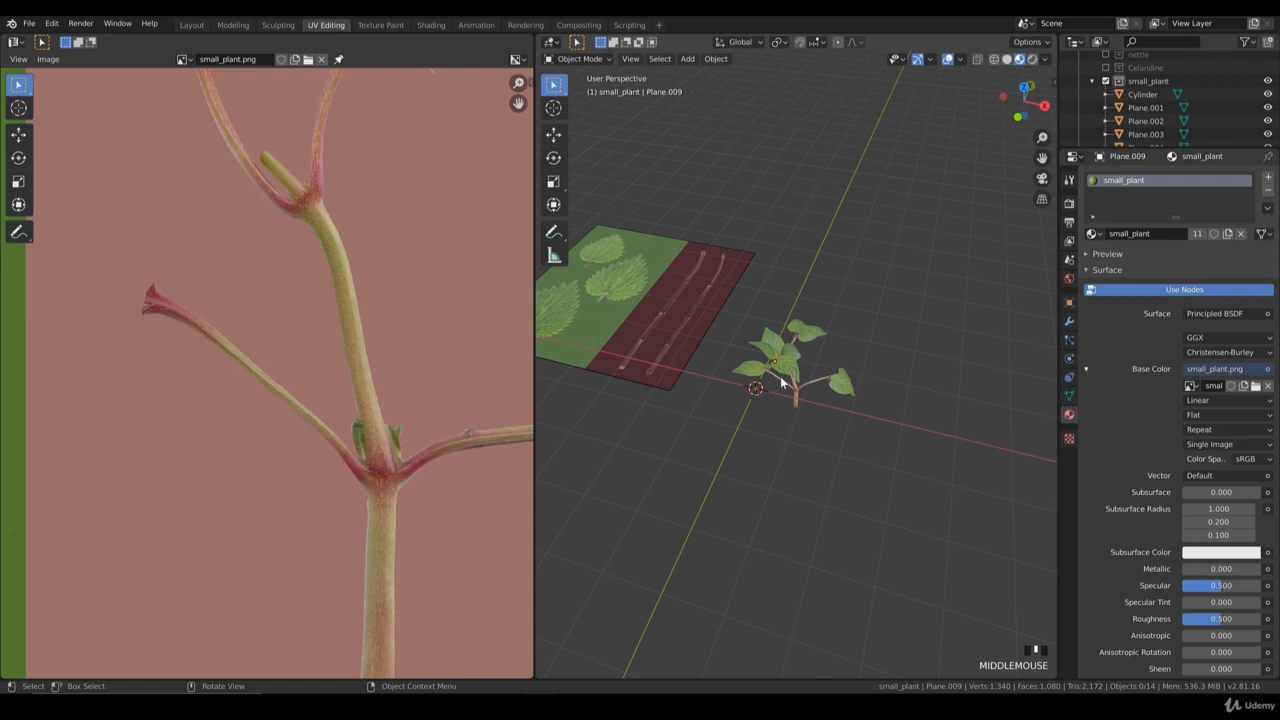 File Edit Render Window Help Layout Modeling Sculpting UV Editing Texture Paint Shading Animation Rendering Compositing Scripting + Scene View Layer
small_plant.png Global Options
View Image Object Mode View Select Add Object
User Perspective
(1) small_plant | Plane.009
nettle
Celandine
small_plant
Cylinder
Plane.001
Plane.002
Plane.003
Plane.009 small_plant
small_plant
small_plant 11
Preview
Surface
Use Nodes
Surface Principled BSDF
GGX
Christensen-Burley
Base Color small_plant.png
smal
Linear
Flat
Repeat
Single Image
Color Spa.. sRGB
Vector Default
Subsurface 0.000
Subsurface Radius 1.000
0.200
0.100
Subsurface Color
Metallic 0.000
Specular 0.500
Specular Tint 0.000
Roughness 0.500
Anisotropic 0.000
Anisotropic Rotation 0.000
Sheen 0.000
MIDDLEMOUSE
Select Box Select Rotate View Object Context Menu small_plant | Plane.009 | Verts:1,340 | Faces:1,080 | Tris:2,172 | Objects:0/14 | Mem: 536.3 MiB | v2.81.16
Udemy